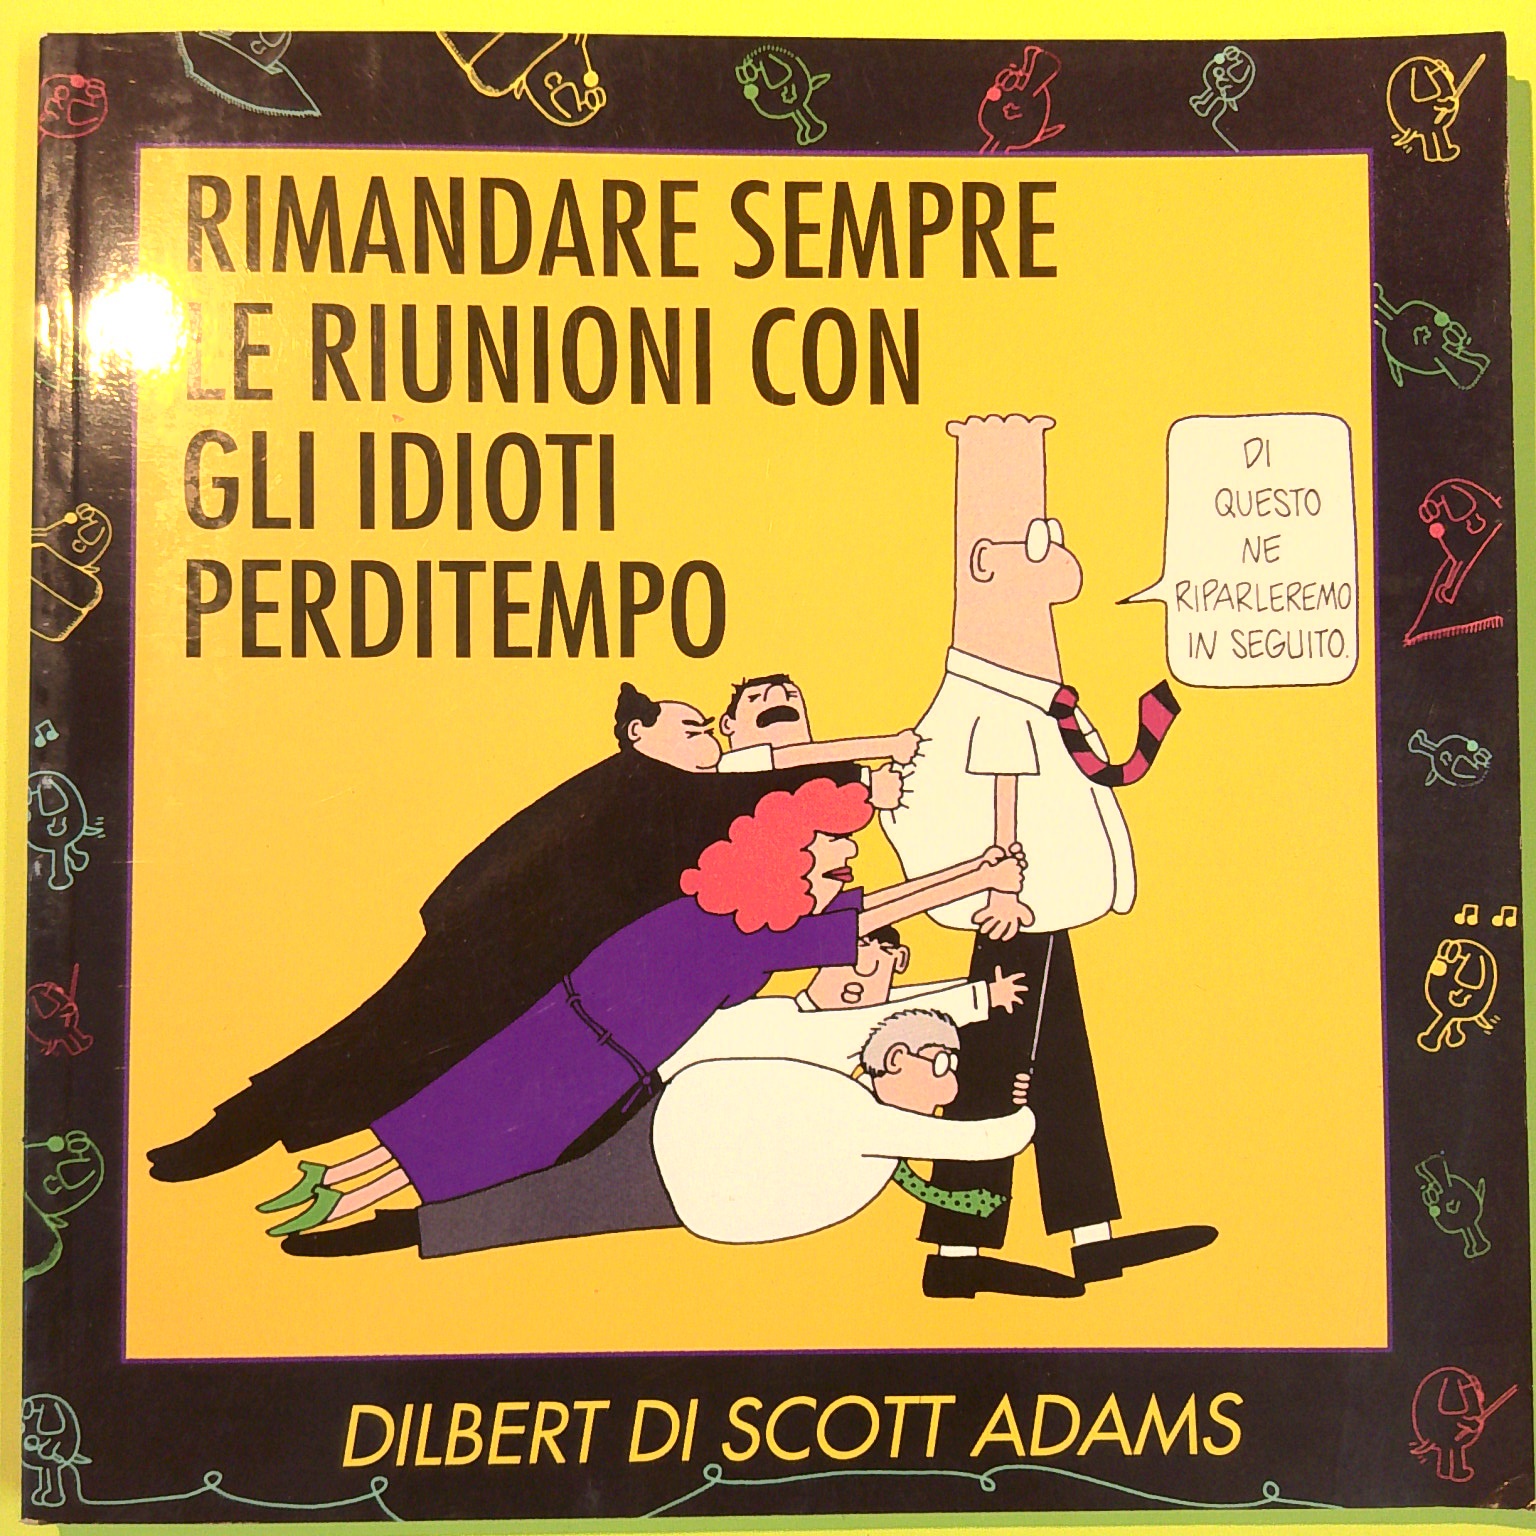 RIMANDARE SEMPRE
LE RIUNIONI CON
GLI IDIOTI
PERDITEMPO
DI
QUESTO
NE
RIPARLEREMO
IN SEGUITO.
DILBERT DI SCOTT ADAMS